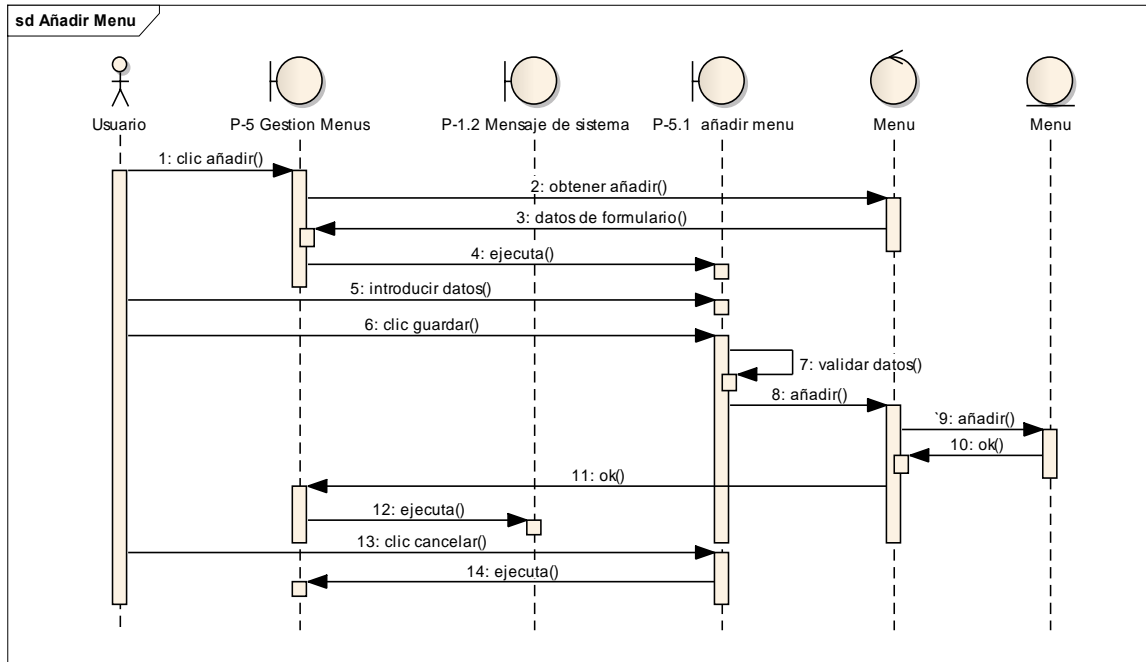 sd Añadir Menu
Usuario
P-5 Gestion Menus
P-1.2 Mensaje de sistema
P-5.1 añadir menu
Menu
Menu
1: clic añadir()
2: obtener añadir()
3: datos de formulario()
4: ejecuta()
5: introducir datos()
6: clic guardar()
7: validar datos()
8: añadir()
`9: añadir()
10: ok()
11: ok()
12: ejecuta()
13: clic cancelar()
14: ejecuta()